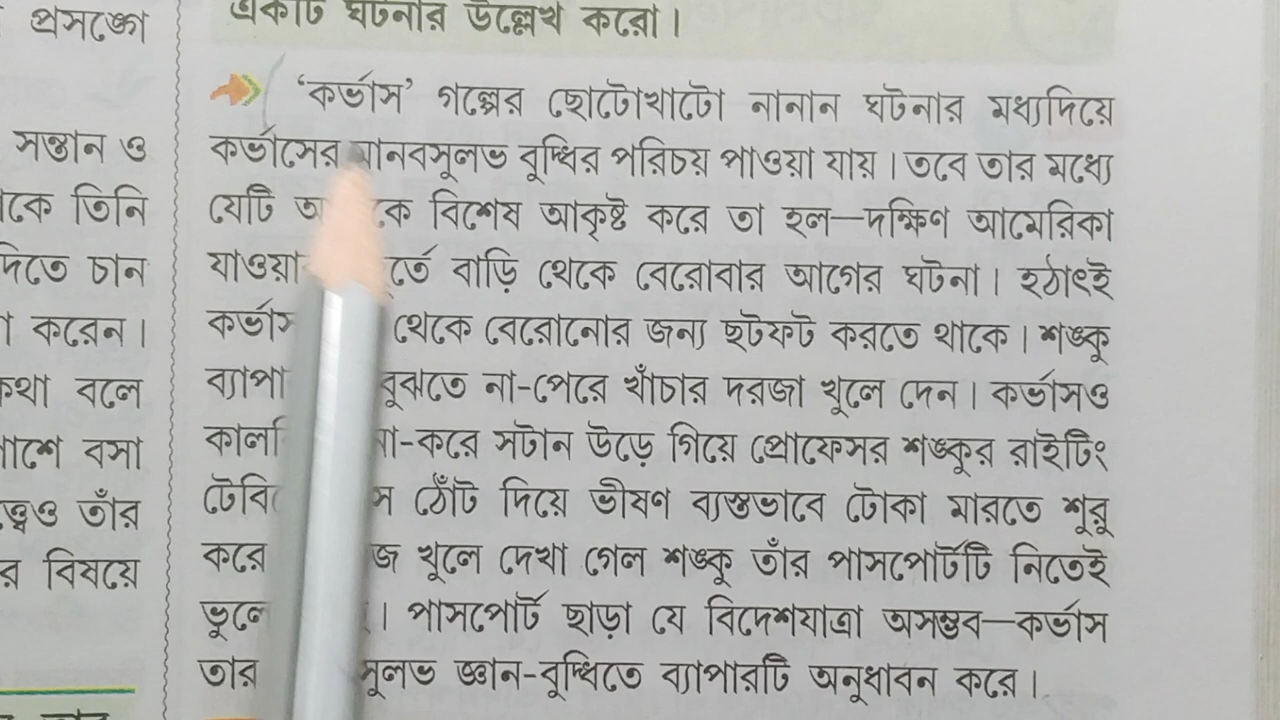 প্রসঙ্গে
সন্তান ও
তিনি
চান
করেন।
বলে
বসা
তাঁর
বিষয়ে
একটি ঘটনার উল্লেখ করো।
‘কর্ভাস’ গল্পের ছোটোখাটো নানান ঘটনার মধ্যদিয়ে
কর্ভাসের মানবসুলভ বুদ্ধির পরিচয় পাওয়া যায়। তবে তার মধ্যে
যেটি বিশেষ আকৃষ্ট করে তা হল—দক্ষিণ আমেরিকা
যাওয়া বাড়ি থেকে বেরোবার আগের ঘটনা। হঠাৎই
থেকে বেরোনোর জন্য ছটফট করতে থাকে। শঙ্কু
বুঝতে না-পেরে খাঁচার দরজা খুলে দেন। কর্ভাসও
না-করে সটান উড়ে গিয়ে প্রোফেসর শঙ্কুর রাইটিং
ঠোঁট দিয়ে ভীষণ ব্যস্তভাবে টোকা মারতে শুরু
করে খুলে দেখা গেল শঙ্কু তাঁর পাসপোর্টটি নিতেই
। পাসপোর্ট ছাড়া যে বিদেশযাত্রা অসম্ভব—কর্ভাস
তার জ্ঞান-বুদ্ধিতে ব্যাপারটি অনুধাবন করে।